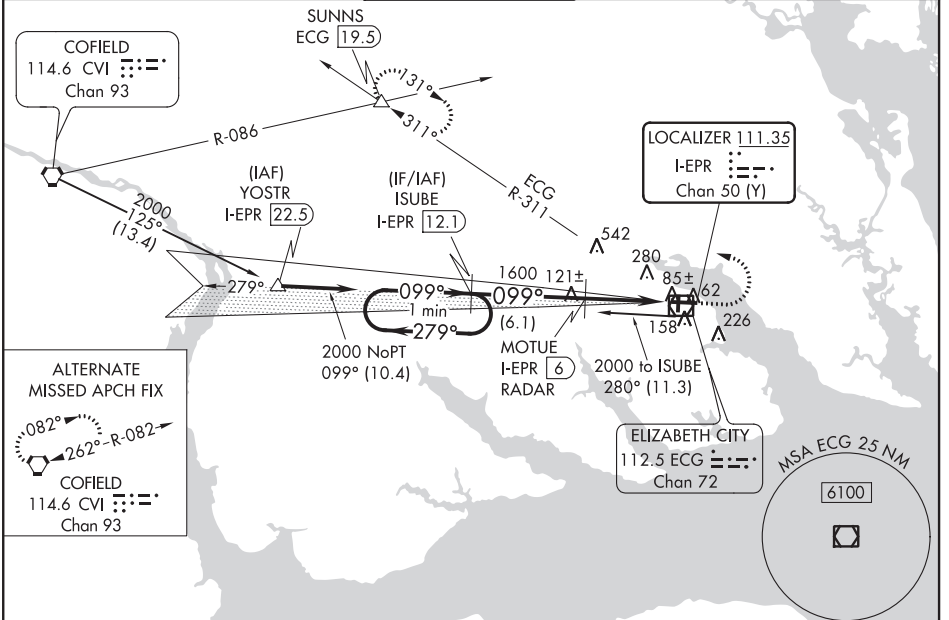 SUNNS
ECG 19.5
COFIELD
114.6 CVI
Chan 93
131°
311°
R-086
LOCALIZER 111.35
I-EPR
Chan 50 (Y)
(IAF)
YOSTR
I-EPR 22.5
(IF/IAF)
ISUBE
I-EPR 12.1
ECG
R-311
2000
125°
(13.4)
542
280
1600
121±
85±
62
279°
099°
099°
1 min
279°
(6.1)
158
226
2000 NoPT
099° (10.4)
MOTUE
I-EPR 6
RADAR
2000 to ISUBE
280° (11.3)
ALTERNATE
MISSED APCH FIX
082°
262°
R-082
COFIELD
114.6 CVI
Chan 93
ELIZABETH CITY
112.5 ECG
Chan 72
MSA ECG 25 NM
6100